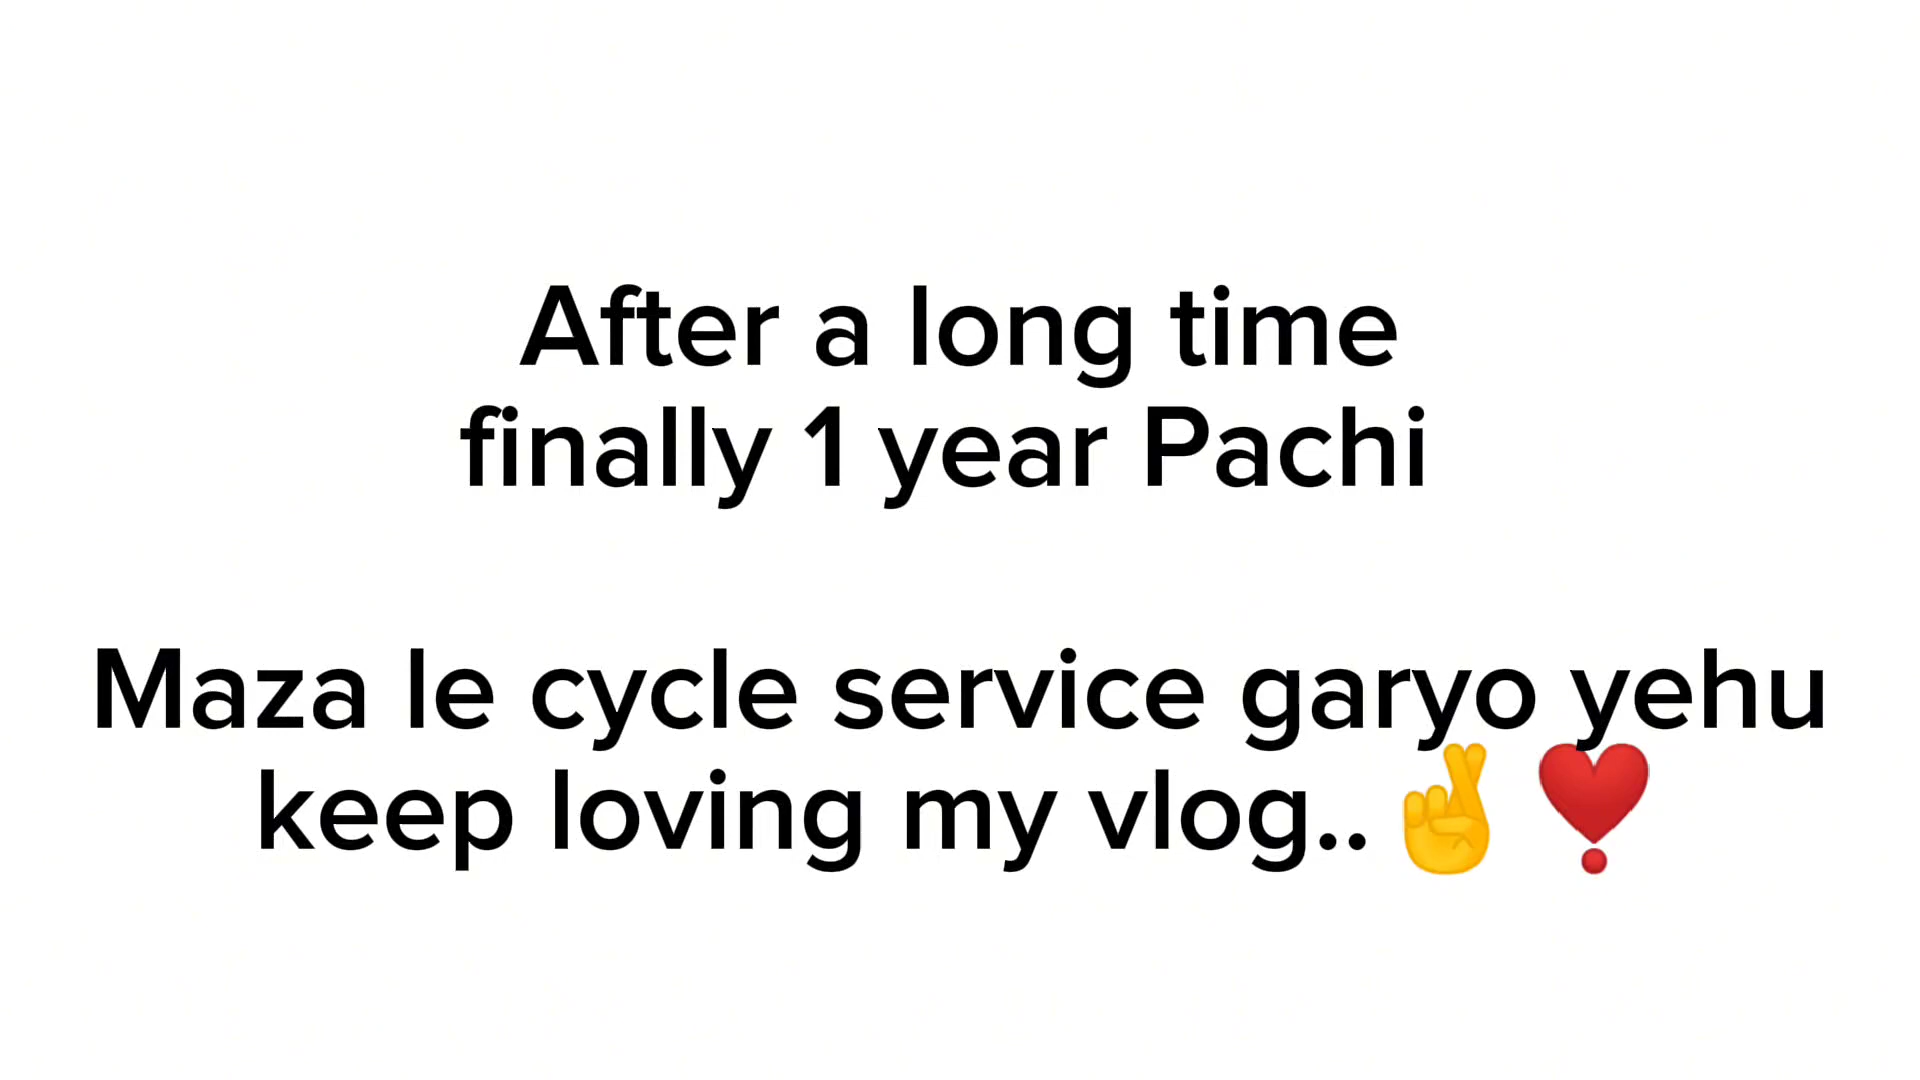 After a long time
finally 1 year Pachi
Maza le cycle service garyo yehu
keep loving my vlog..🤞❣️